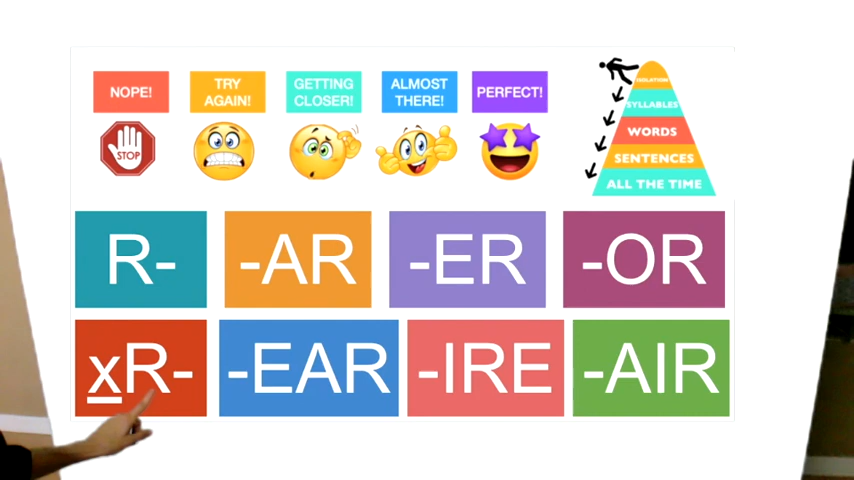 NOPE!
TRY
AGAIN!
GETTING
CLOSER!
ALMOST
THERE!
PERFECT!
STOP
ISOLATION
SYLLABLES
WORDS
SENTENCES
ALL THE TIME
R-
-AR
-ER
-OR
xR-
-EAR
-IRE
-AIR